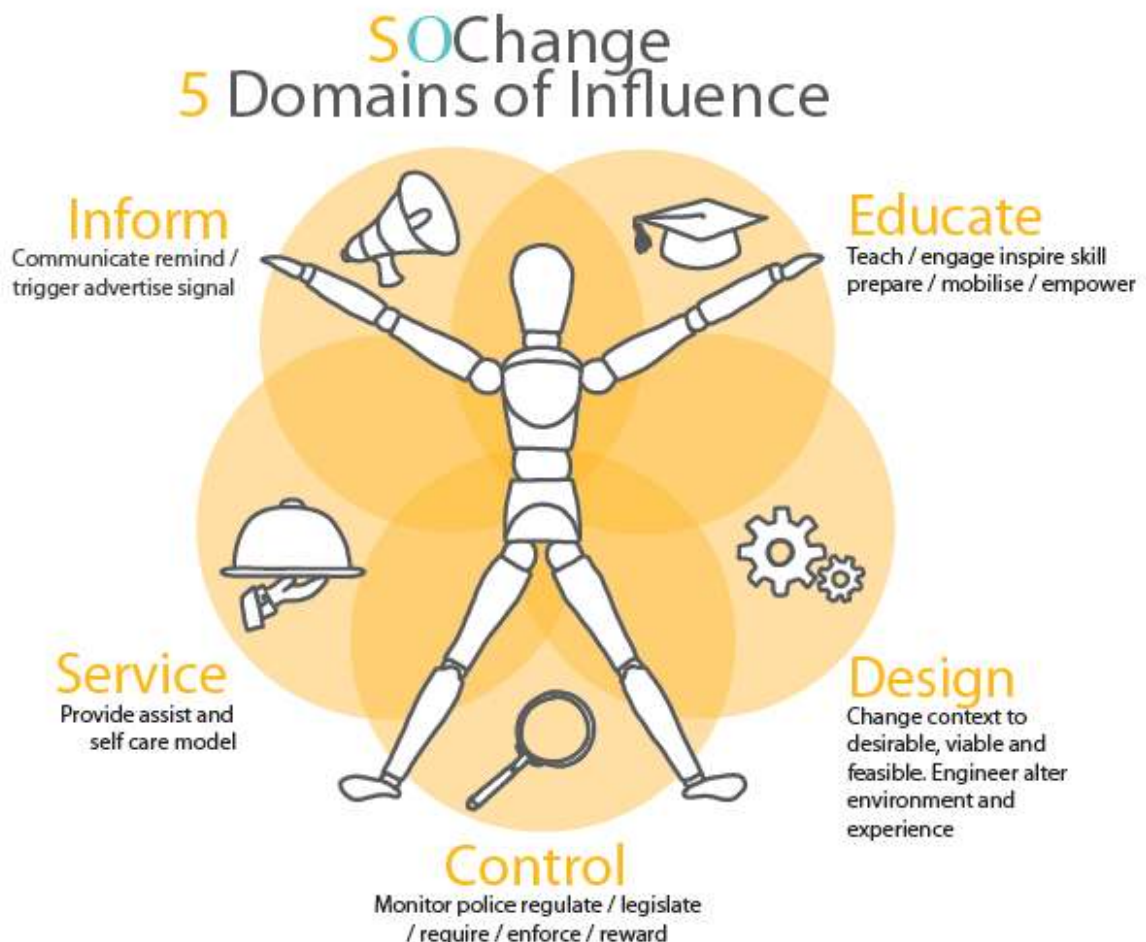 SOChange
5 Domains of Influence
Inform
Communicate remind /
trigger advertise signal
Educate
Teach / engage inspire skill
prepare / mobilise / empower
Service
Provide assist and
self care model
Design
Change context to
desirable, viable and
feasible. Engineer alter
environment and
experience
Control
Monitor police regulate / legislate
/ require / enforce / reward